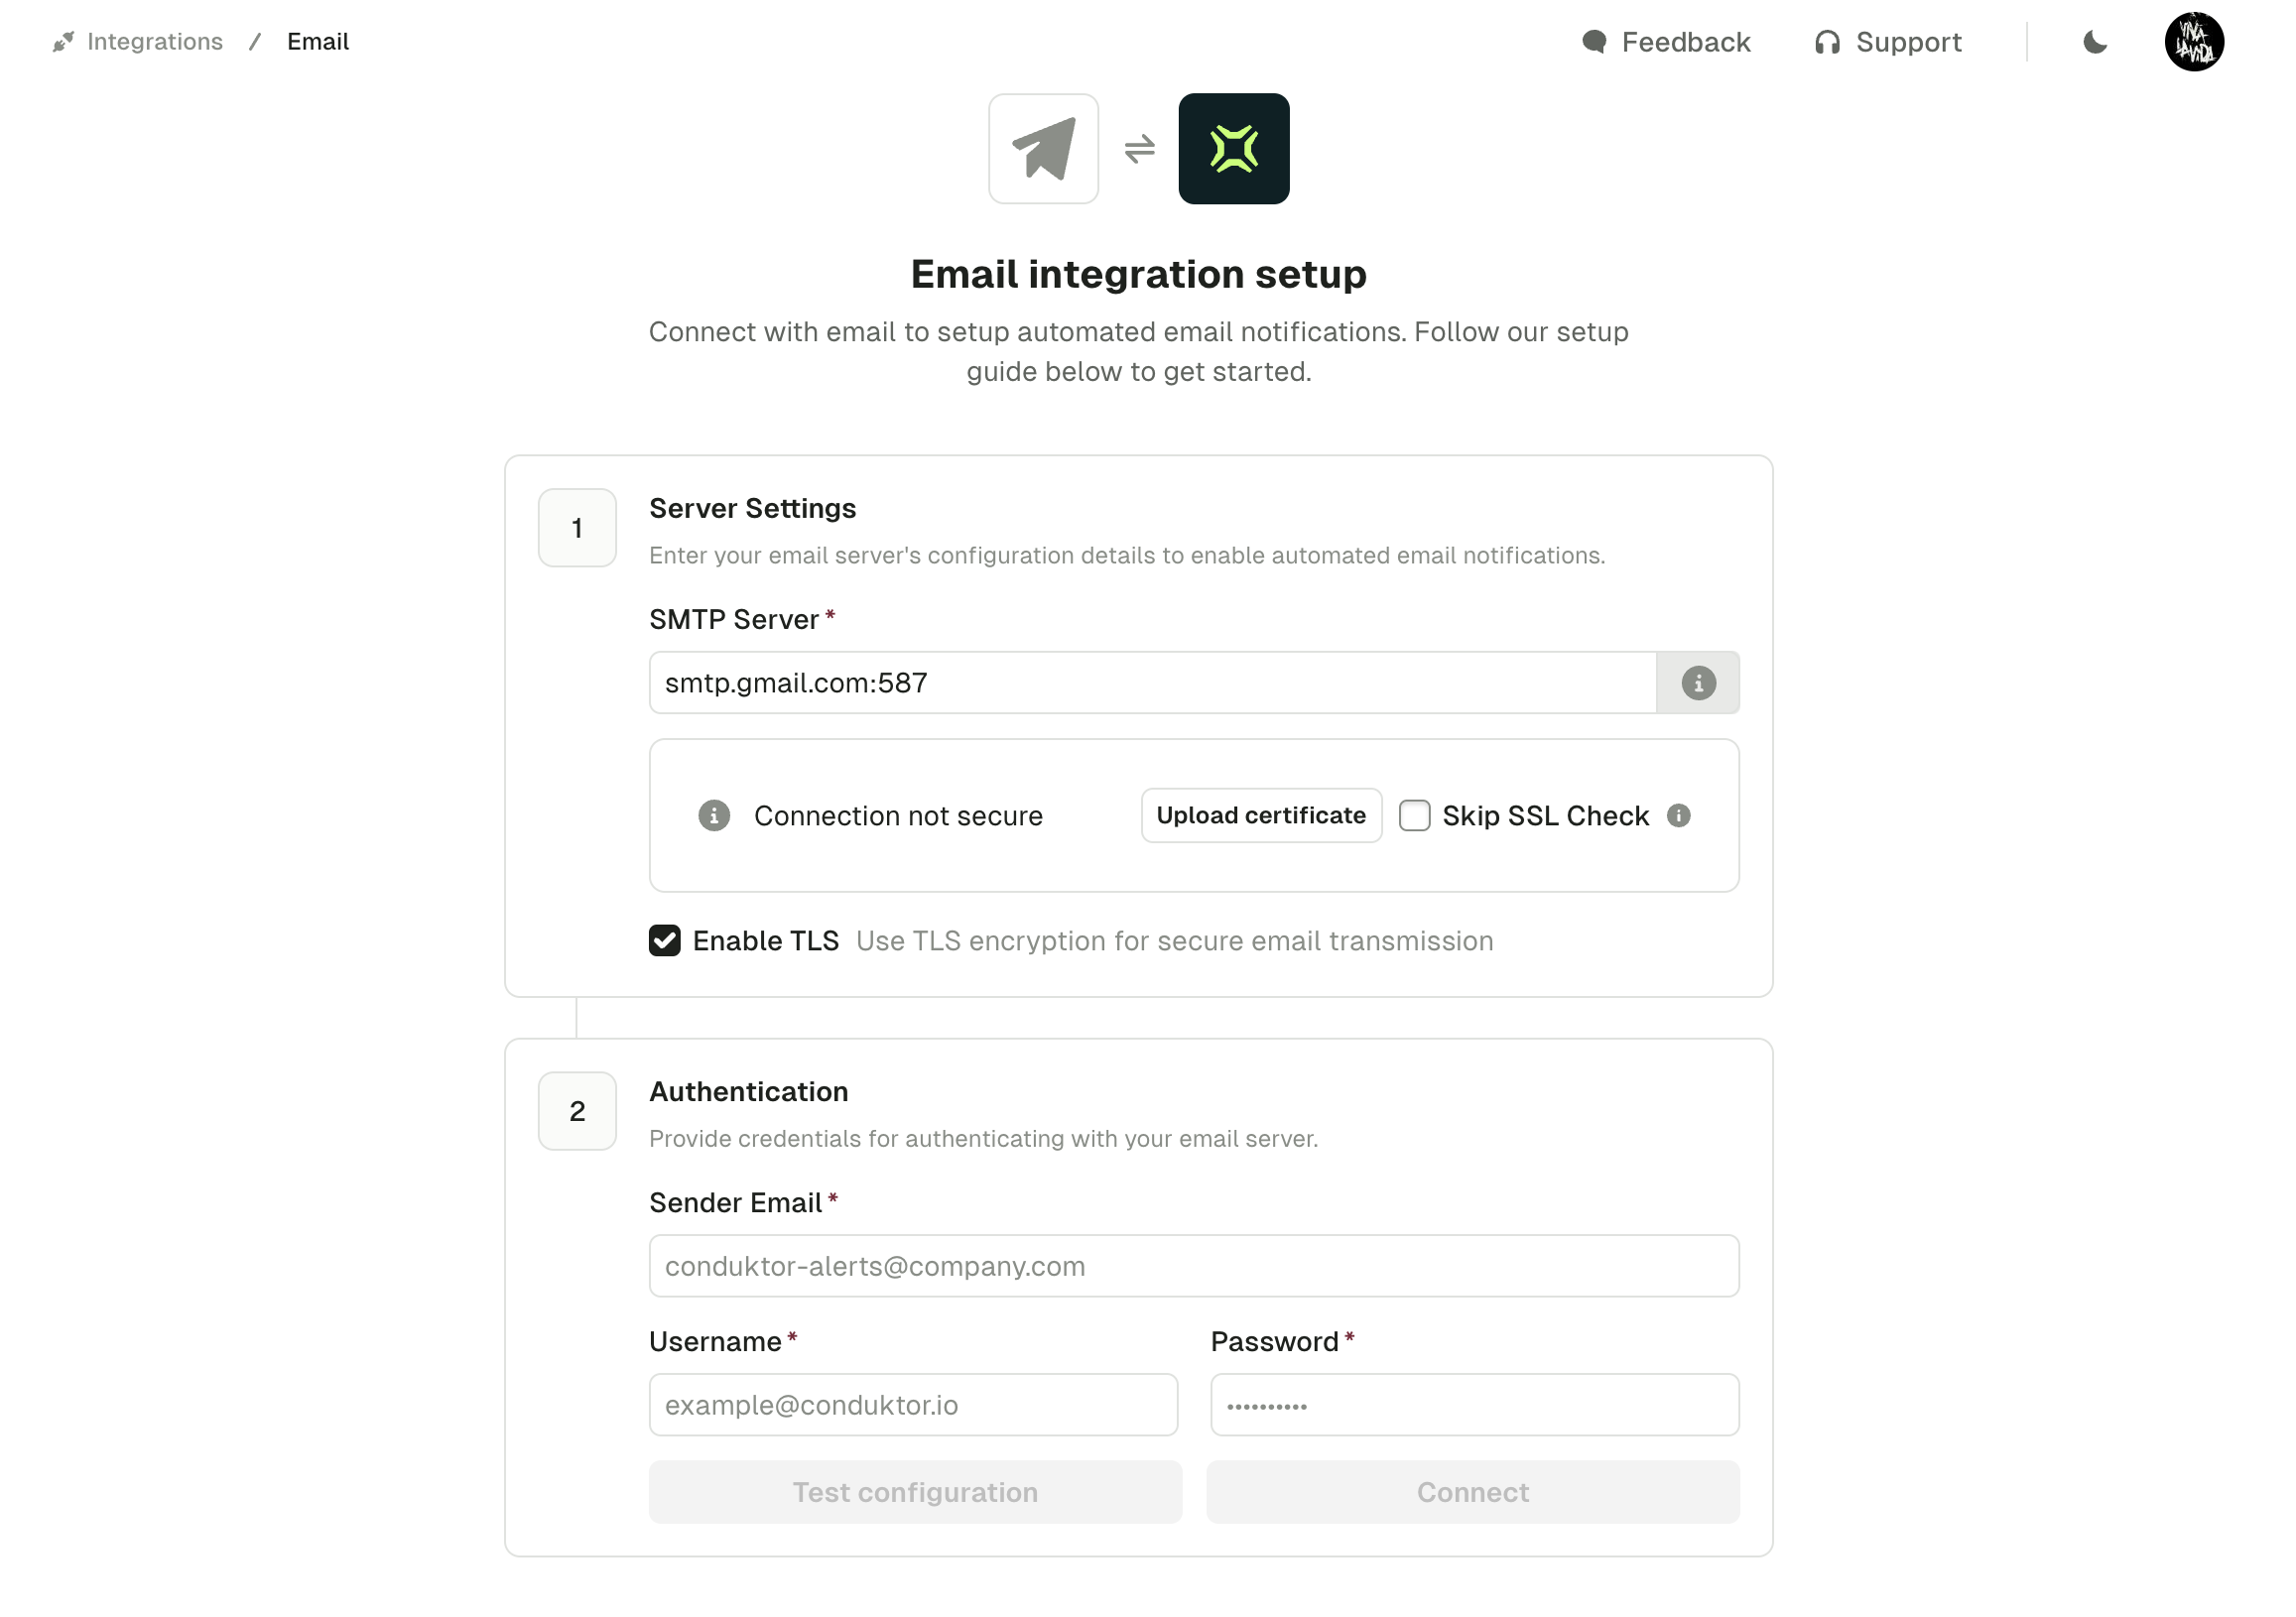 Integrations / Email
Feedback
Support
VIVA
LA VIDA
Email integration setup
Connect with email to setup automated email notifications. Follow our setup
guide below to get started.
1
Server Settings
Enter your email server's configuration details to enable automated email notifications.
SMTP Server*
smtp.gmail.com:587
Connection not secure
Upload certificate
Skip SSL Check
Enable TLS Use TLS encryption for secure email transmission
2
Authentication
Provide credentials for authenticating with your email server.
Sender Email*
conduktor-alerts@company.com
Username* Password*
example@conduktor.io ••••••••••
Test configuration Connect